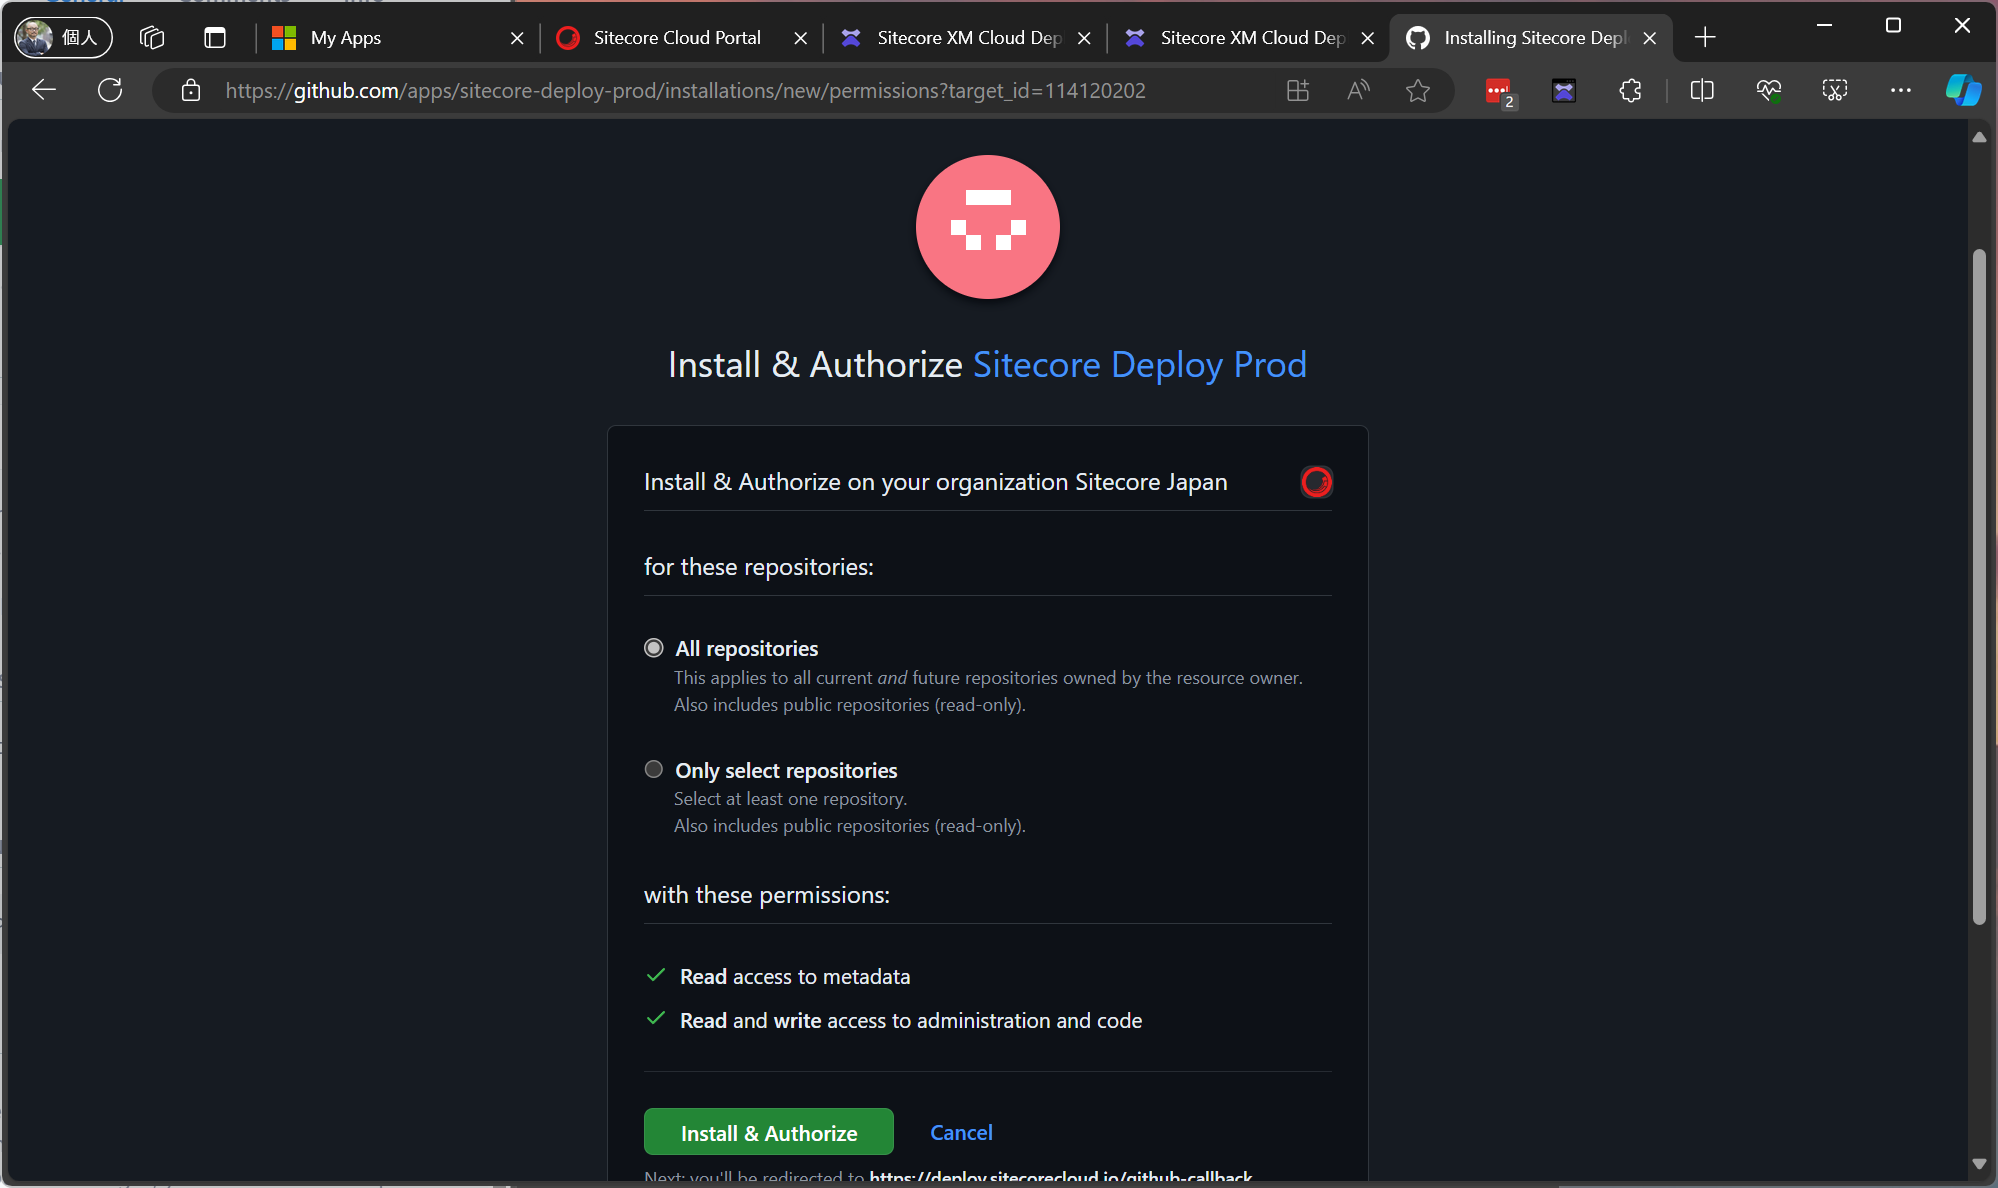 個人
My Apps
Sitecore Cloud Portal
Sitecore XM Cloud Dep
Sitecore XM Cloud Dep
Installing Sitecore Depl
https://github.com/apps/sitecore-deploy-prod/installations/new/permissions?target_id=114120202
2
Install & Authorize Sitecore Deploy Prod
Install & Authorize on your organization Sitecore Japan
for these repositories:
All repositories
This applies to all current and future repositories owned by the resource owner.
Also includes public repositories (read-only).
Only select repositories
Select at least one repository.
Also includes public repositories (read-only).
with these permissions:
Read access to metadata
Read and write access to administration and code
Install & Authorize
Cancel
Next: you'll be redirected to https://deploy.sitecorecloud.io/github-callback